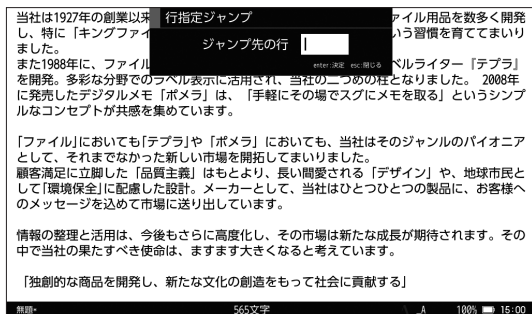 当社は1927年の創業以来
行指定ジャンプ
ァイル用品を数多く開発
し、特に「キングファイ
ジャンプ先の行
いう習慣を育ててまいり
ました。
enter:決定 esc:閉じる
また1988年に、ファイル
ベルライター『テプラ』
を開発。多彩な分野でのラベル表示に活用され、当社の二つめの柱となりました。 2008年
に発売したデジタルメモ「ポメラ」は、「手軽にその場でスグにメモを取る」というシンプ
ルなコンセプトが共感を集めています。
「ファイル」においても「テプラ」や「ポメラ」においても、当社はそのジャンルのパイオニア
として、それまでなかった新しい市場を開拓してまいりました。
顧客満足に立脚した「品質主義」はもとより、長い間愛される「デザイン」や、地球市民と
して「環境保全」に配慮した設計。メーカーとして、当社はひとつひとつの製品に、お客様へ
のメッセージを込めて市場に送り出しています。
情報の整理と活用は、今後もさらに高度化し、その市場は新たな成長が期待されます。その
中で当社の果たすべき使命は、ますます大きくなると考えています。
「独創的な商品を開発し、新たな文化の創造をもって社会に貢献する」
無題* 565文字 _A 100% 15:00